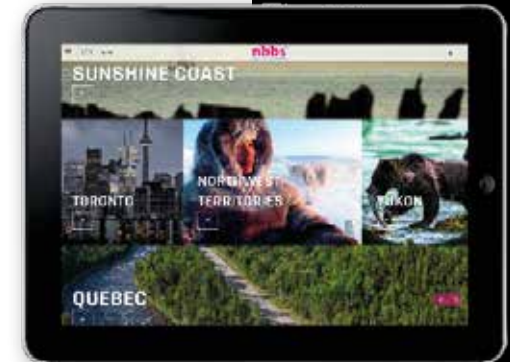 nbbs
SUNSHINE COAST
TORONTO
NORTHWEST
TERRITORIES
YUKON
QUEBEC